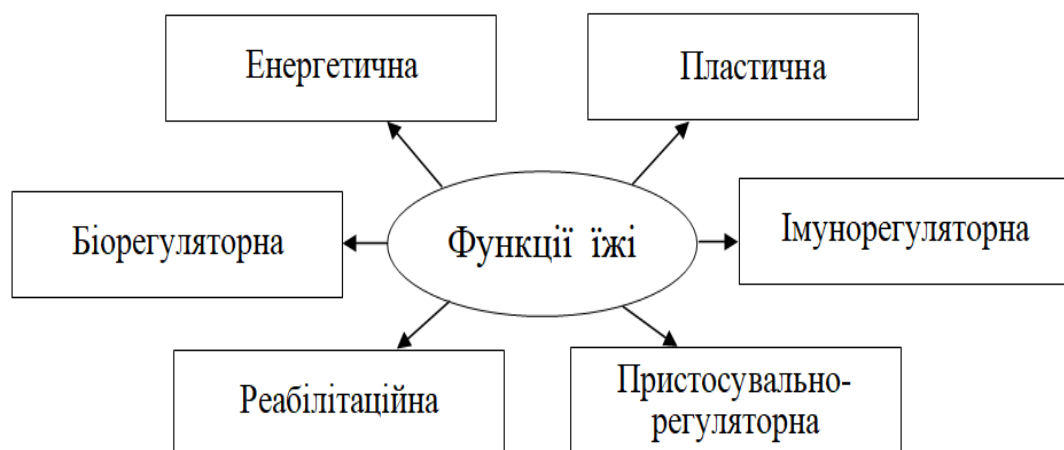 Енергетична
Пластична
Біорегуляторна
Функції їжі
Імунорегуляторна
Реабілітаційна
Пристосувально-
регуляторна